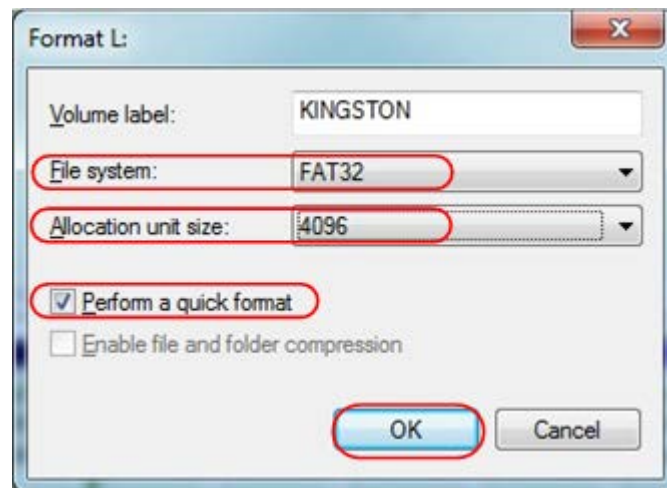 Format L:
Volume label: KINGSTON
File system: FAT32
Allocation unit size: 4096
Perform a quick format
Enable file and folder compression
OK Cancel